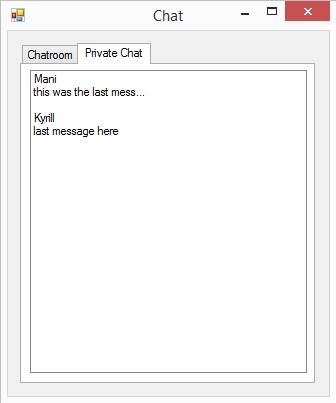 Chat
Chatroom
Private Chat
Mani
this was the last mess...
Kyrill
last message here